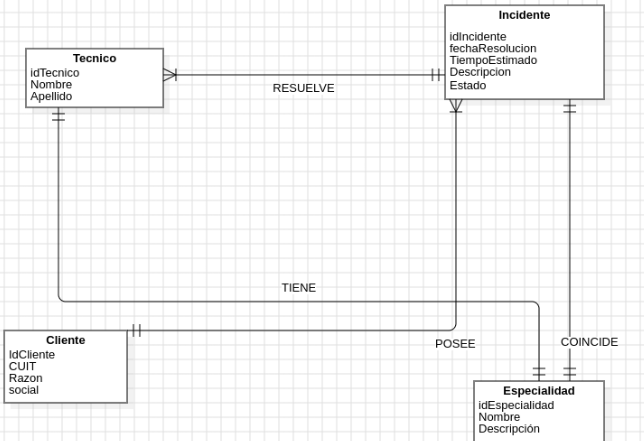 Incidente
idIncidente
fechaResolucion
TiempoEstimado
Descripcion
Estado
Tecnico
idTecnico
Nombre
Apellido
RESUELVE
TIENE
POSEE
COINCIDE
Cliente
IdCliente
CUIT
Razon
social
Especialidad
idEspecialidad
Nombre
Descripción